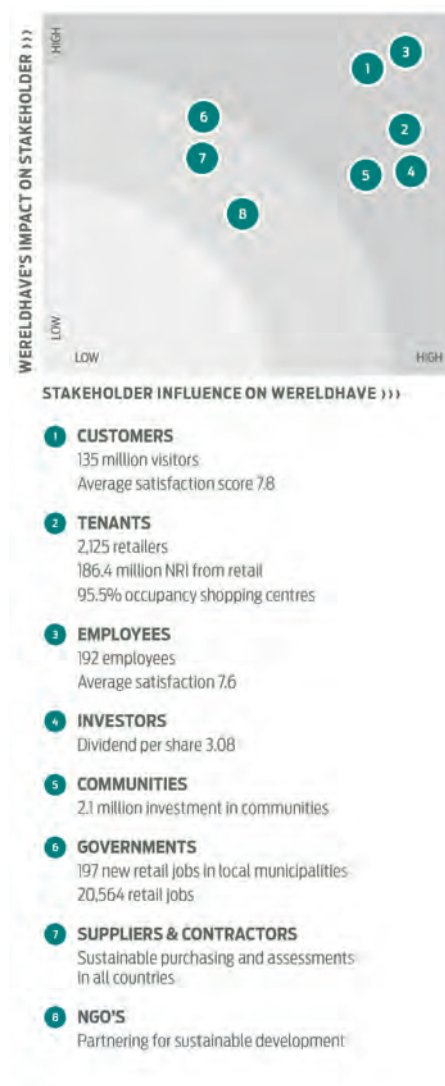 HIGH
WERELDHAVE'S IMPACT ON STAKEHOLDER ›››
3
1
6
2
7
5
4
8
LOW
LOW
HIGH
STAKEHOLDER INFLUENCE ON WERELDHAVE ›››
1 CUSTOMERS
135 million visitors
Average satisfaction score 7.8
2 TENANTS
2,125 retailers
186.4 million NRI from retail
95.5% occupancy shopping centres
3 EMPLOYEES
192 employees
Average satisfaction 7.6
4 INVESTORS
Dividend per share 3.08
5 COMMUNITIES
2.1 million investment in communities
6 GOVERNMENTS
197 new retail jobs in local municipalities
20,564 retail jobs
7 SUPPLIERS & CONTRACTORS
Sustainable purchasing and assessments
in all countries
8 NGO'S
Partnering for sustainable development